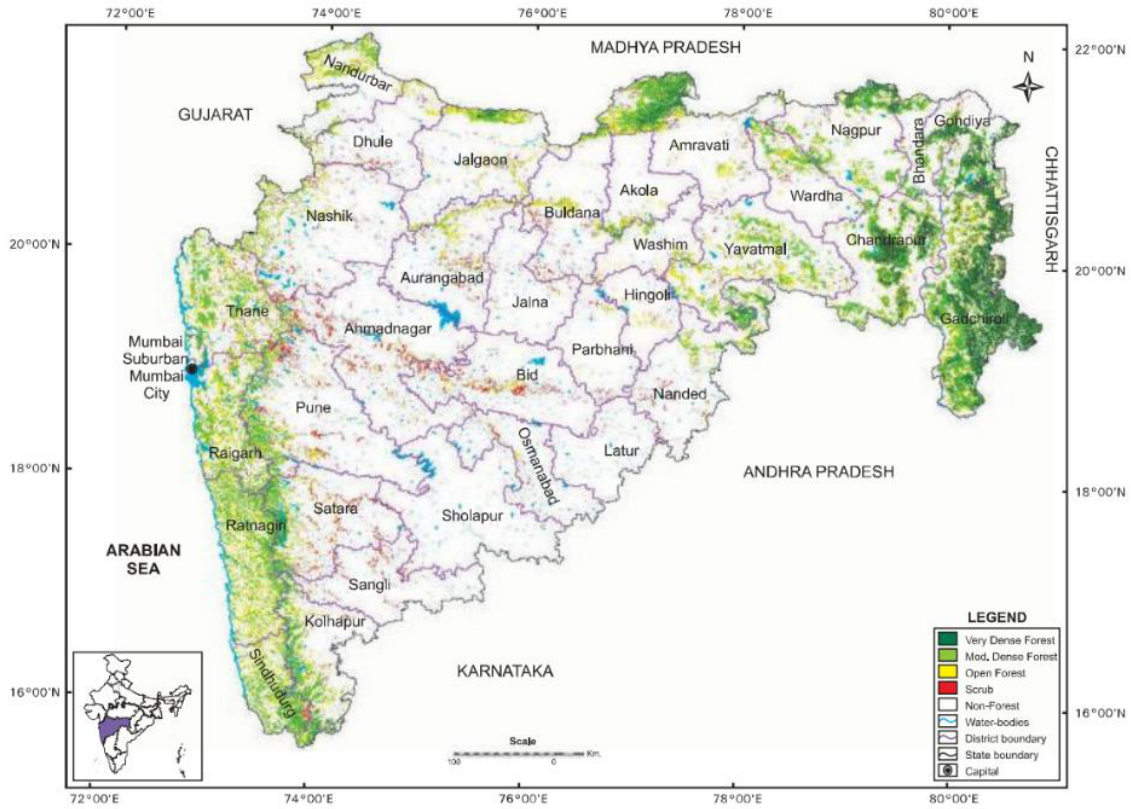 72°00'E
74°00'E
76°00'E
78°00'E
80°00'E
MADHYA PRADESH
22°00'N
N
Nandurbar
GUJARAT
Dhule
Jalgaon
Amravati
Nagpur
Bhandara
Gondiya
CHHATTISGARH
Akola
Wardha
Nashik
Buldana
20°00'N
Washim
Yavatmal
Chandrapur
20°00'N
Aurangabad
Jalna
Hingoli
Thane
Ahmadnagar
Gadchiroli
Mumbai
Suburban
Mumbai
City
Parbhani
Bid
Nanded
Pune
Raigarh
Osmanabad
Latur
18°00'N
ANDHRA PRADESH
18°00'N
Satara
Ratnagiri
Sholapur
ARABIAN
SEA
Sangli
Kolhapur
Sindhudurg
KARNATAKA
16°00'N
16°00'N
LEGEND
Very Dense Forest
Mod. Dense Forest
Open Forest
Scrub
Non-Forest
Water-bodies
District boundary
State boundary
Capital
Scale
100
0
Km.
72°00'E
74°00'E
76°00'E
78°00'E
80°00'E